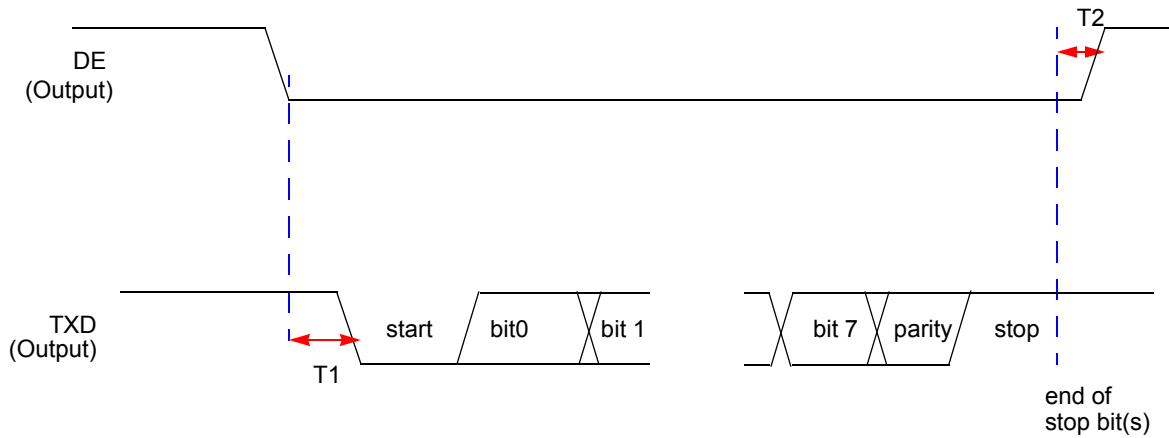 T2
DE
(Output)
TXD
(Output)
start
bit0
bit 1
bit 7
parity
stop
T1
end of
stop bit(s)